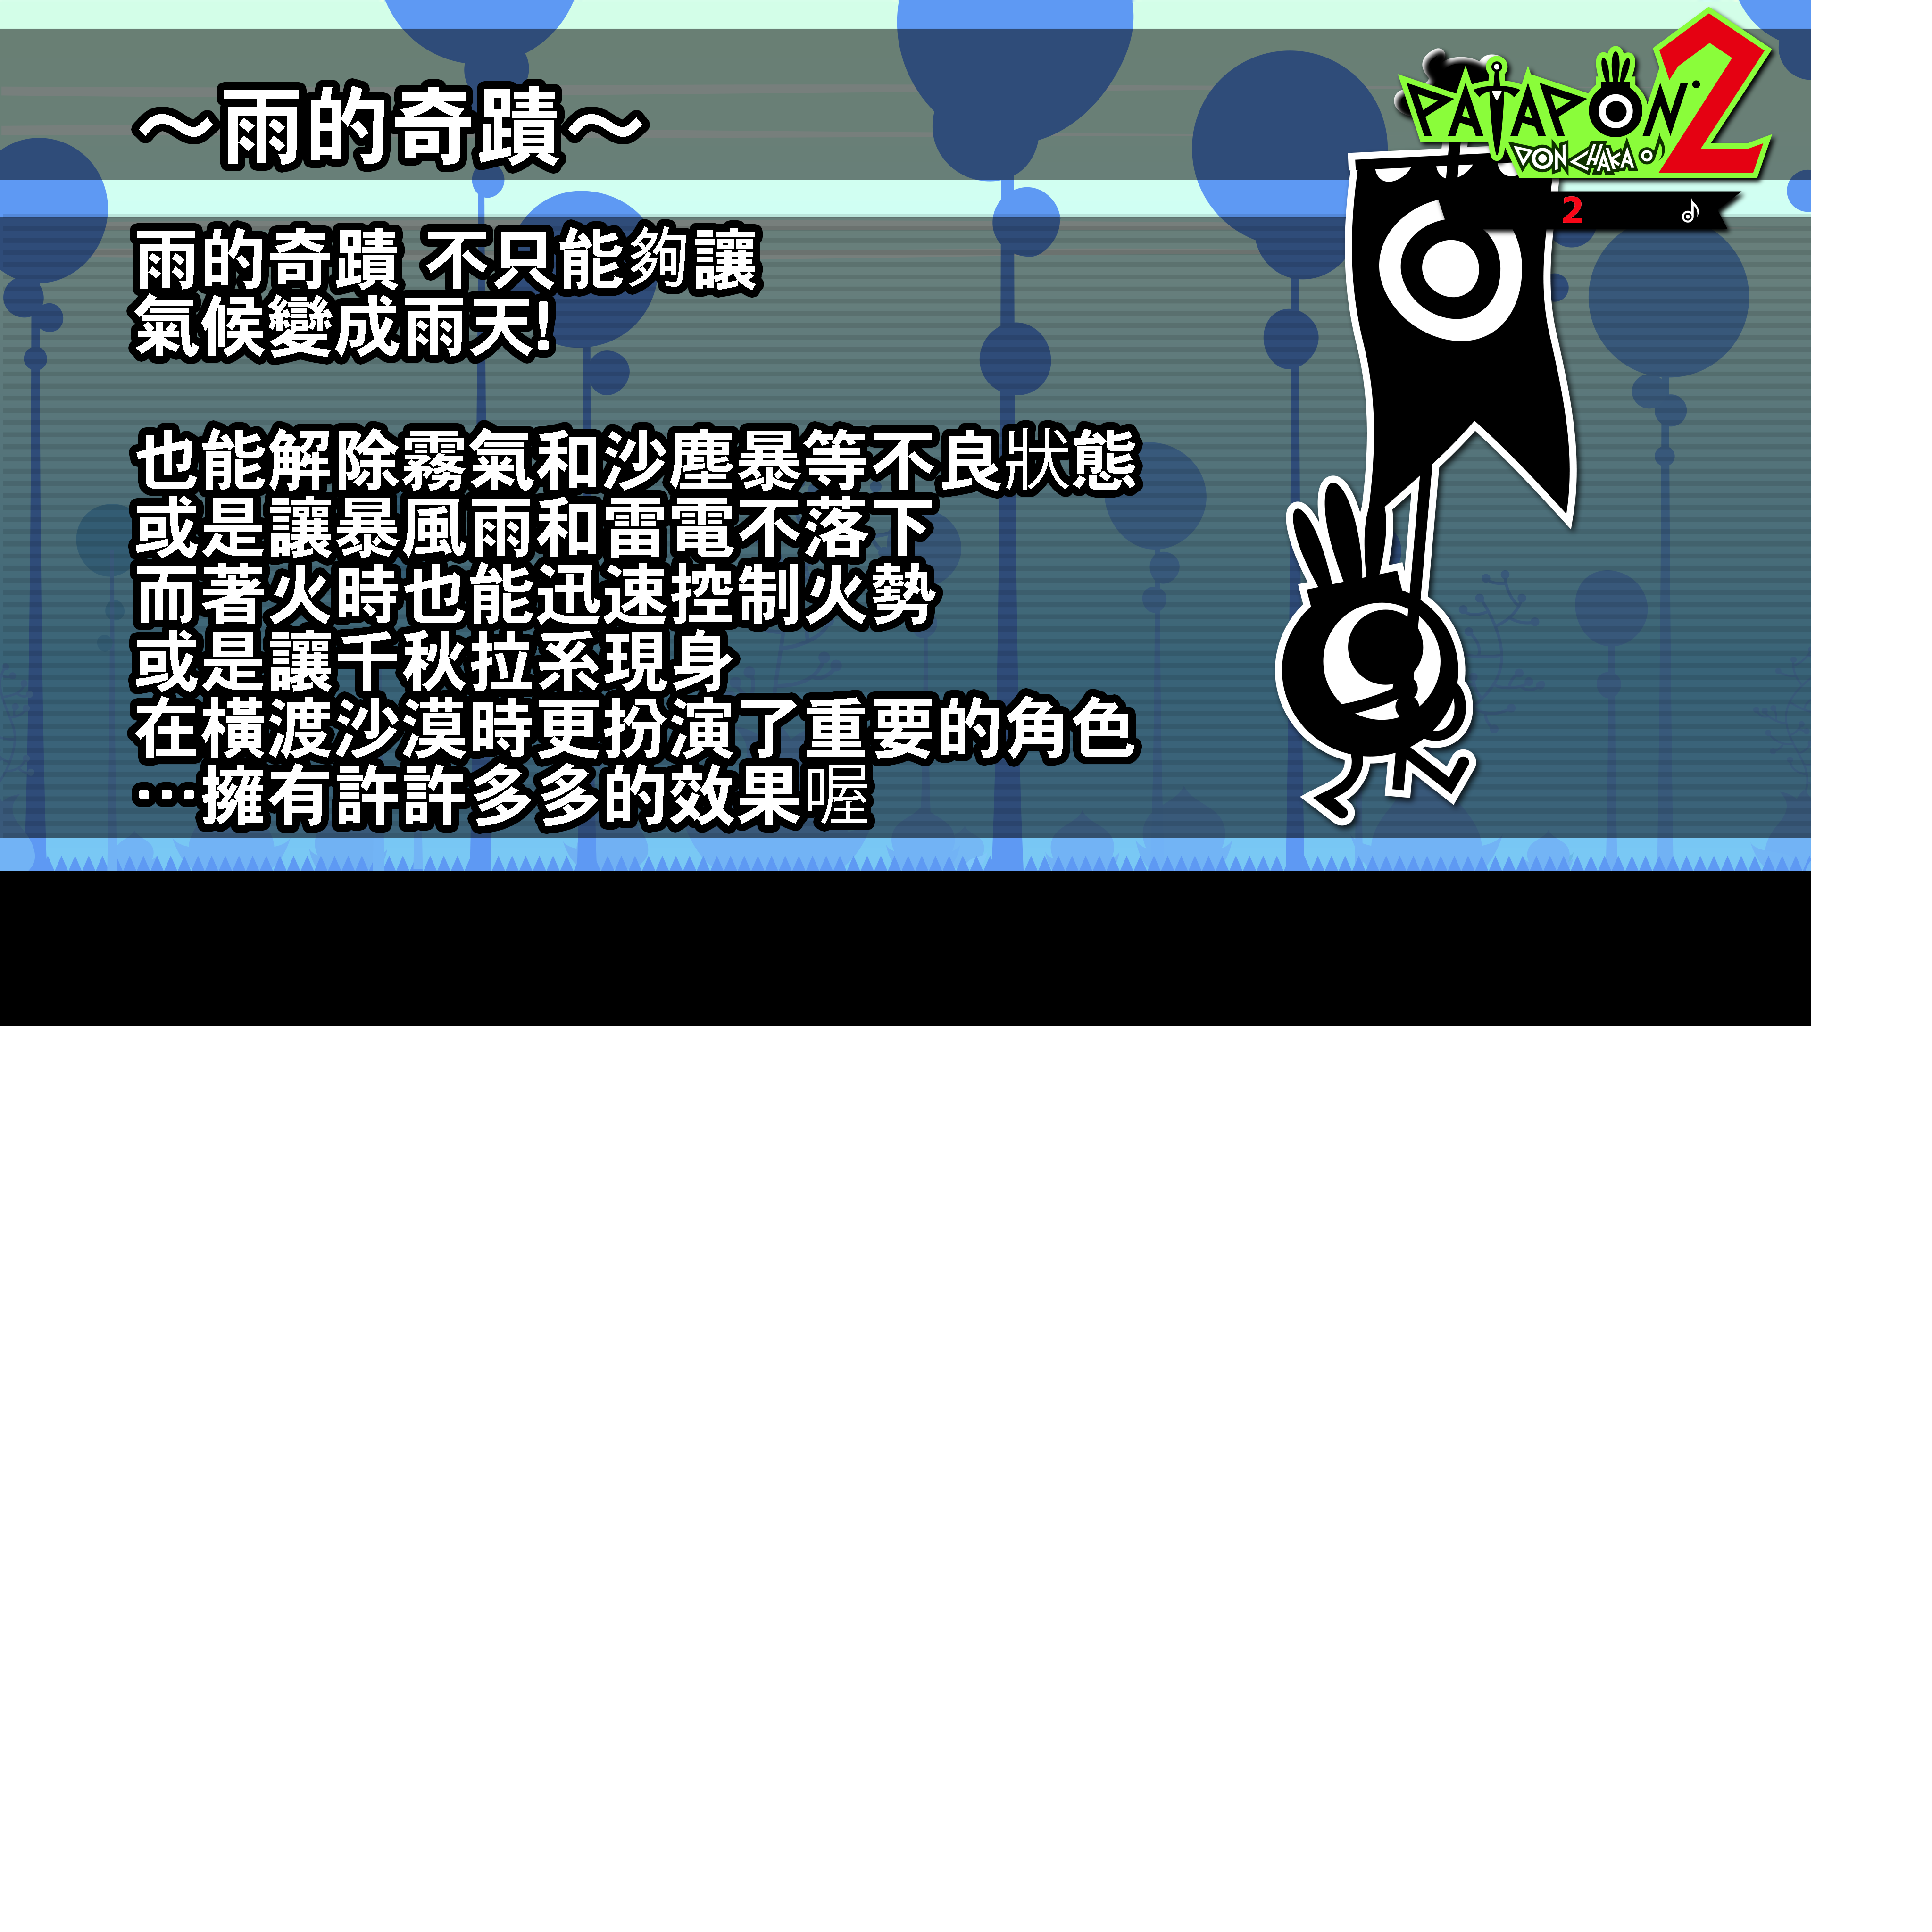 PATAPON 2
DON CHAKA♪
2 ♪
～雨的奇蹟～
雨的奇蹟 不只能夠讓
氣候變成雨天!
也能解除霧氣和沙塵暴等不良狀態
或是讓暴風雨和雷電不落下
而著火時也能迅速控制火勢
或是讓千秋拉系現身
在橫渡沙漠時更扮演了重要的角色
…擁有許許多多的效果喔